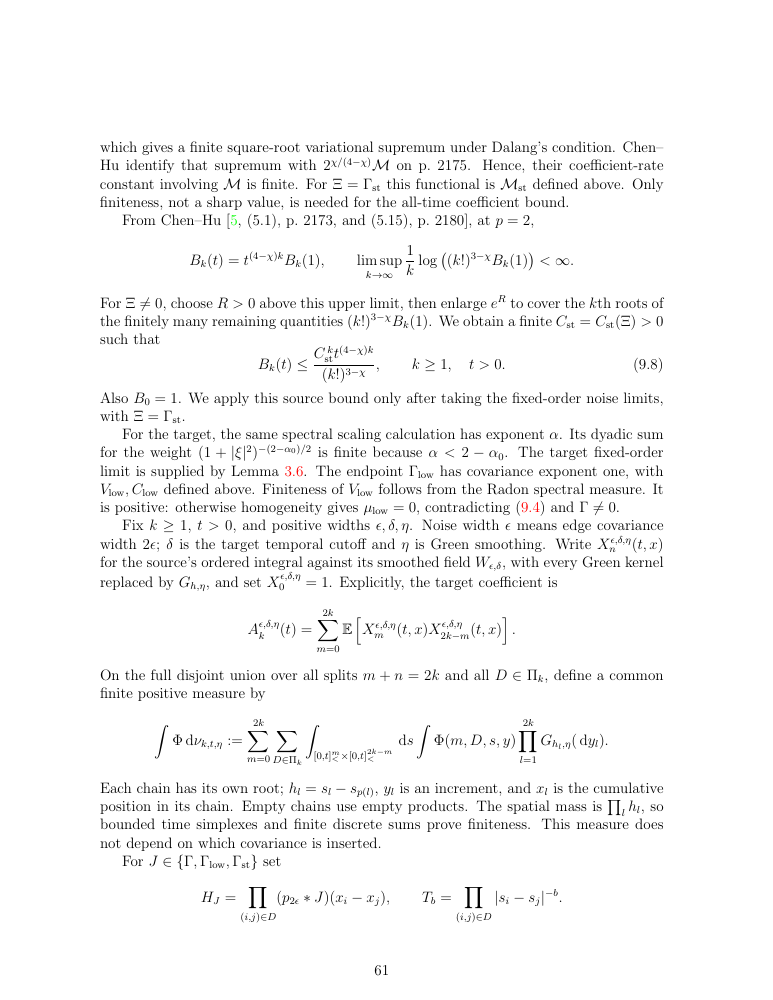 which gives a finite square-root variational supremum under Dalang's condition. Chen–
Hu identify that supremum with 2^{χ/(4−χ)}ℳ on p. 2175. Hence, their coefficient-rate
constant involving ℳ is finite. For Ξ = Γ_st this functional is ℳ_st defined above. Only
finiteness, not a sharp value, is needed for the all-time coefficient bound.
From Chen–Hu [5, (5.1), p. 2173, and (5.15), p. 2180], at p = 2,
B_k(t) = t^{(4−χ)k}B_k(1), lim sup_{k→∞} 1/k log ((k!)^{3−χ}B_k(1)) < ∞.
For Ξ ≠ 0, choose R > 0 above this upper limit, then enlarge e^R to cover the kth roots of
the finitely many remaining quantities (k!)^{3−χ}B_k(1). We obtain a finite C_st = C_st(Ξ) > 0
such that
B_k(t) ≤ C_st^k t^{(4−χ)k} / (k!)^{3−χ}, k ≥ 1, t > 0. (9.8)
Also B_0 = 1. We apply this source bound only after taking the fixed-order noise limits,
with Ξ = Γ_st.
For the target, the same spectral scaling calculation has exponent α. Its dyadic sum
for the weight (1 + |ξ|^2)^{−(2−α_0)/2} is finite because α < 2 − α_0. The target fixed-order
limit is supplied by Lemma 3.6. The endpoint Γ_low has covariance exponent one, with
V_low, C_low defined above. Finiteness of V_low follows from the Radon spectral measure. It
is positive: otherwise homogeneity gives μ_low = 0, contradicting (9.4) and Γ ≠ 0.
Fix k ≥ 1, t > 0, and positive widths ϵ, δ, η. Noise width ϵ means edge covariance
width 2ϵ; δ is the target temporal cutoff and η is Green smoothing. Write X_n^{ϵ,δ,η}(t, x)
for the source's ordered integral against its smoothed field W_{ϵ,δ}, with every Green kernel
replaced by G_{h,η}, and set X_0^{ϵ,δ,η} = 1. Explicitly, the target coefficient is
A_k^{ϵ,δ,η}(t) = ∑_{m=0}^{2k} 𝔼 [X_m^{ϵ,δ,η}(t, x)X_{2k−m}^{ϵ,δ,η}(t, x)] .
On the full disjoint union over all splits m + n = 2k and all D ∈ Π_k, define a common
finite positive measure by
∫ Φ dν_{k,t,η} := ∑_{m=0}^{2k} ∑_{D∈Π_k} ∫_{[0,t]_<^m×[0,t]_<^{2k−m}} ds ∫ Φ(m, D, s, y) ∏_{l=1}^{2k} G_{h_l,η}( dy_l).
Each chain has its own root; h_l = s_l − s_{p(l)}, y_l is an increment, and x_l is the cumulative
position in its chain. Empty chains use empty products. The spatial mass is ∏_l h_l, so
bounded time simplexes and finite discrete sums prove finiteness. This measure does
not depend on which covariance is inserted.
For J ∈ {Γ, Γ_low, Γ_st} set
H_J = ∏_{(i,j)∈D} (p_{2ϵ} ∗ J)(x_i − x_j), T_b = ∏_{(i,j)∈D} |s_i − s_j|^{−b}.
61